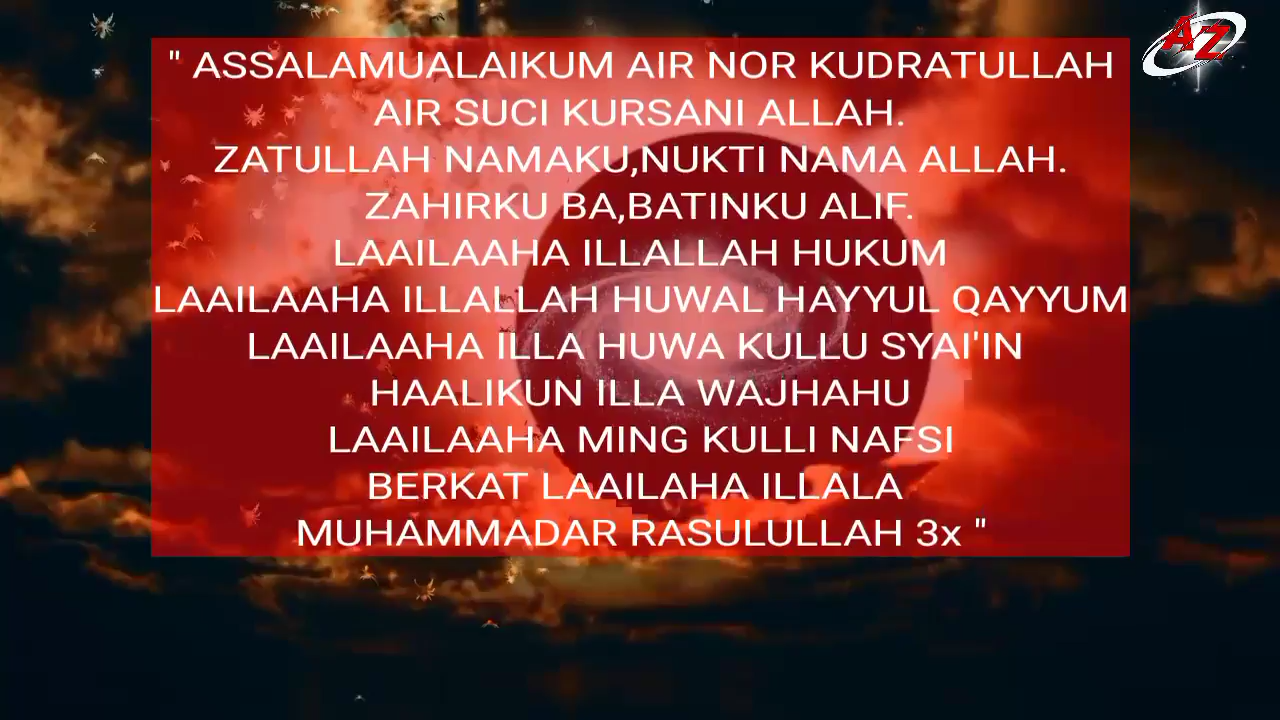 " ASSALAMUALAIKUM AIR NOR KUDRATULLAH
AIR SUCI KURSANI ALLAH.
ZATULLAH NAMAKU,NUKTI NAMA ALLAH.
ZAHIRKU BA,BATINKU ALIF.
LAAILAAHA ILLALLAH HUKUM
LAAILAAHA ILLALLAH HUWAL HAYYUL QAYYUM
LAAILAAHA ILLA HUWA KULLU SYAI'IN
HAALIKUN ILLA WAJHAHU
LAAILAAHA MING KULLI NAFSI
BERKAT LAAILAHA ILLALA
MUHAMMADAR RASULULLAH 3x "
AZ